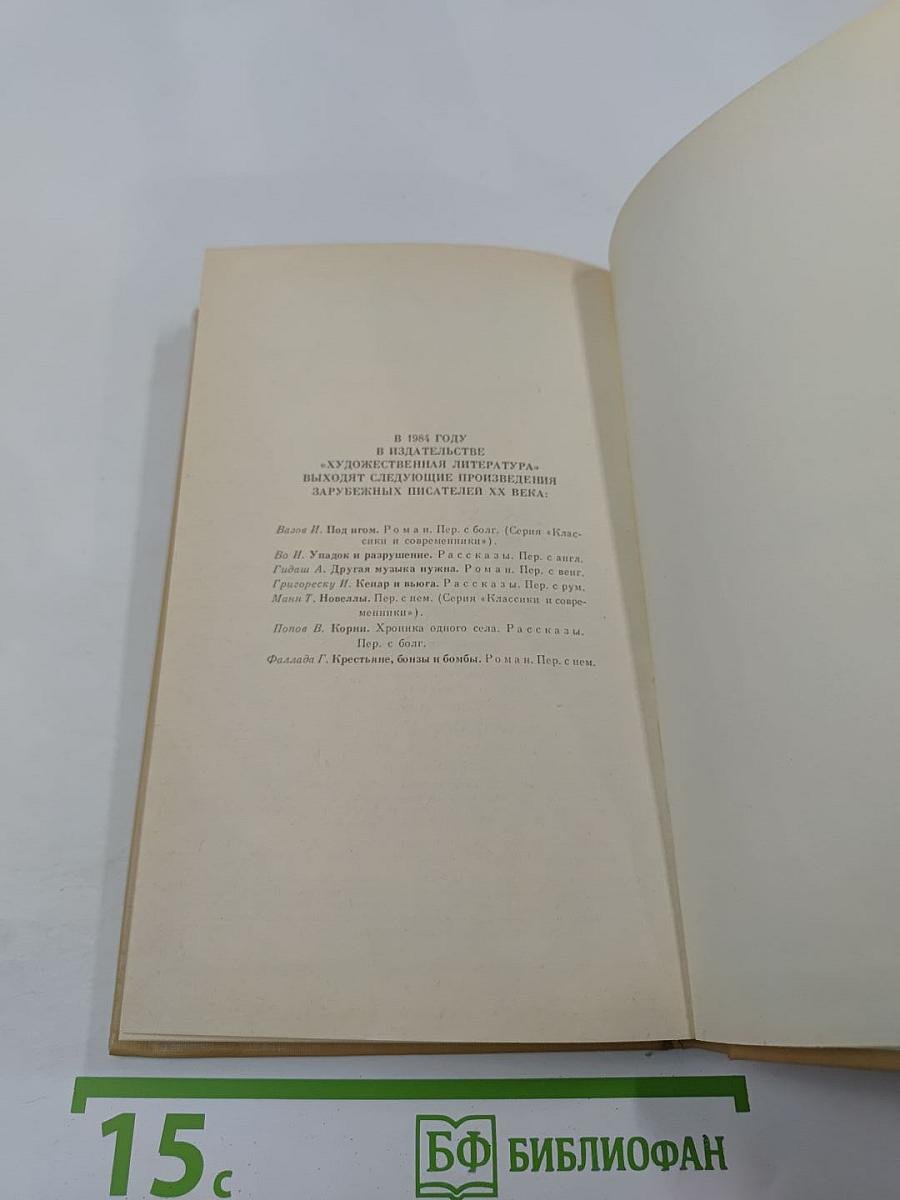 В 1984 ГОДУ
В ИЗДАТЕЛЬСТВЕ
«ХУДОЖЕСТВЕННАЯ ЛИТЕРАТУРА»
ВЫХОДЯТ СЛЕДУЮЩИЕ ПРОИЗВЕДЕНИЯ
ЗАРУБЕЖНЫХ ПИСАТЕЛЕЙ XX ВЕКА:
Вазов И. Под игом. Роман. Пер. с болг. (Серия «Клас-
сики и современники»).
Во И. Упадок и разрушение. Рассказы. Пер. с англ.
Гидаш А. Другая музыка нужна. Роман. Пер. с венг.
Григореску И. Кенар и вьюга. Рассказы. Пер. с рум.
Манн Т. Новеллы. Пер. с нем. (Серия «Классики и совре-
менники»).
Попов В. Корни. Хроника одного села. Рассказы.
Пер. с болг.
Фаллада Г. Крестьяне, бонзы и бомбы. Роман. Пер. с нем.
15 с
БФ БИБЛИОФАН